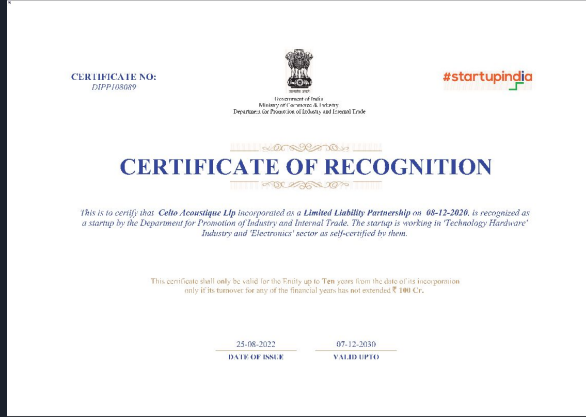 CERTIFICATE NO:
DIPP108089
#startupindia
Government of India
Ministry of Commerce & Industry
Department for Promotion of Industry and Internal Trade
CERTIFICATE OF RECOGNITION
This is to certify that Celto Acoustique Llp incorporated as a Limited Liability Partnership on 08-12-2020, is recognized as
a startup by the Department for Promotion of Industry and Internal Trade. The startup is working in 'Technology Hardware'
Industry and 'Electronics' sector as self-certified by them.
This certificate shall only be valid for the Entity up to Ten years from the date of its incorporation
only if its turnover for any of the financial years has not extended ₹ 100 Cr.
25-08-2022
07-12-2030
DATE OF ISSUE
VALID UPTO